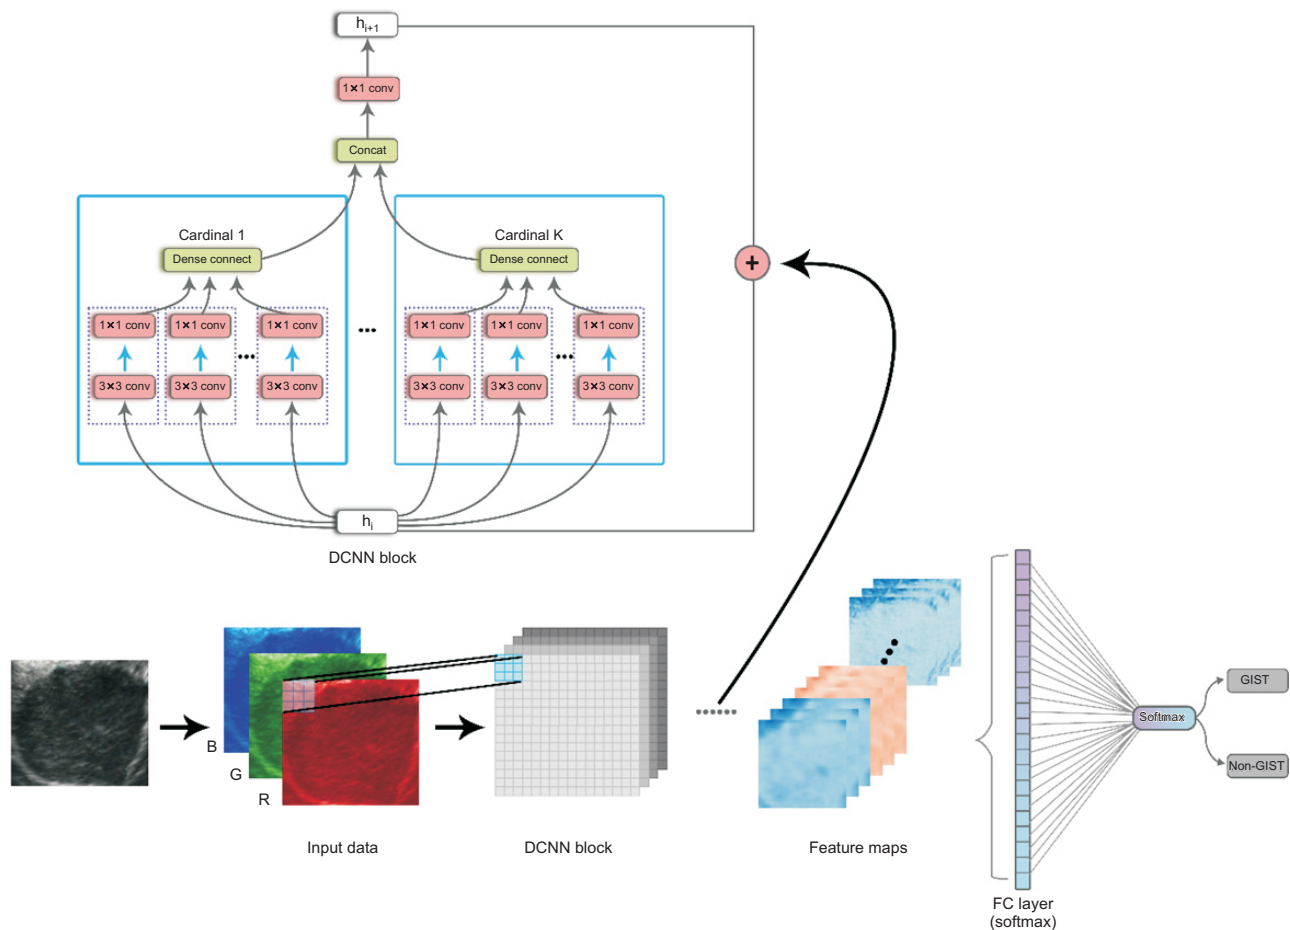 h_{i+1}
1×1 conv
Concat
Cardinal 1
Dense connect
1×1 conv
1×1 conv
1×1 conv
...
3×3 conv
3×3 conv
3×3 conv
...
Cardinal K
Dense connect
1×1 conv
1×1 conv
1×1 conv
...
3×3 conv
3×3 conv
3×3 conv
+
h_i
DCNN block
B
G
R
......
Input data
DCNN block
Feature maps
FC layer
(softmax)
Softmax
GIST
Non-GIST